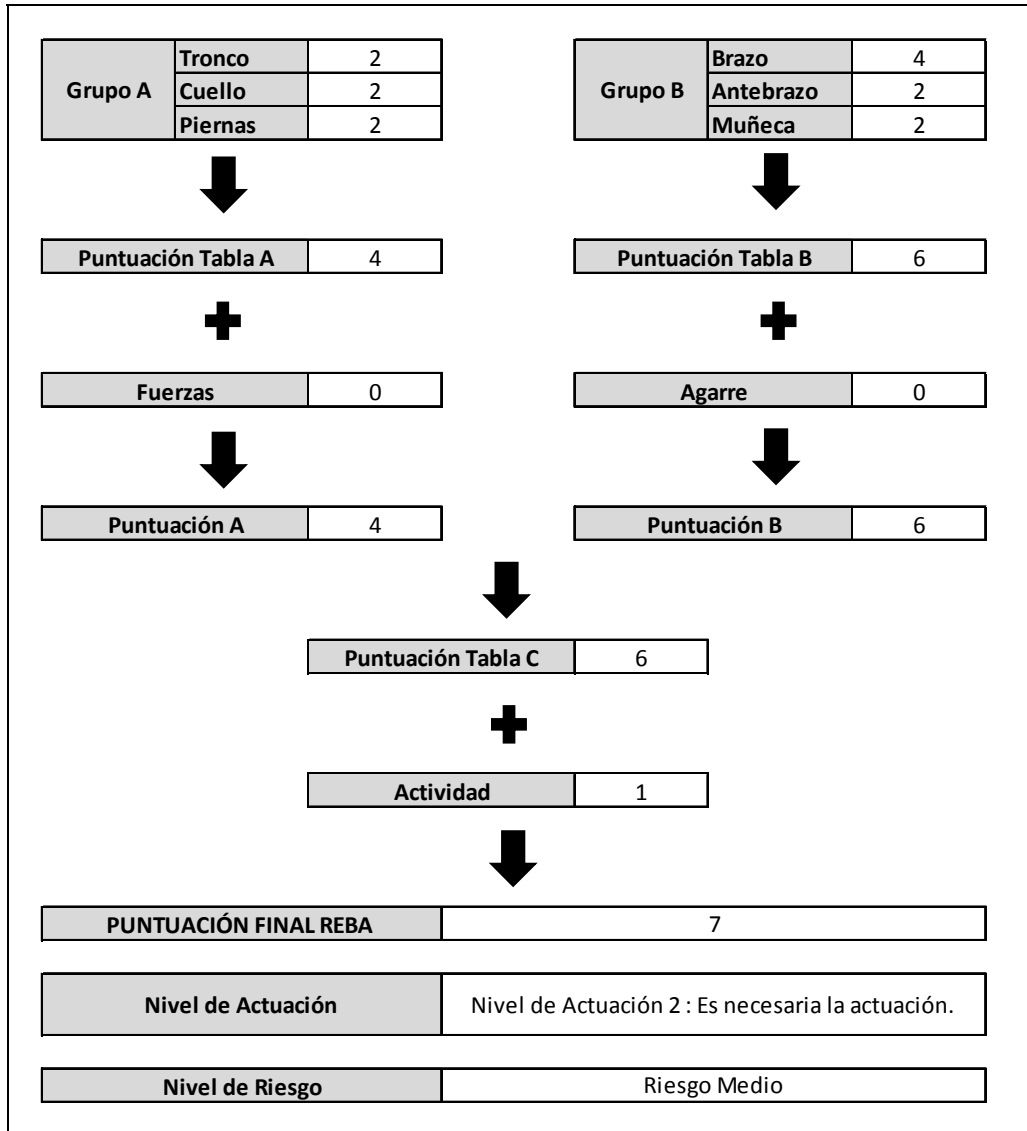 Grupo A
Tronco 2
Cuello 2
Piernas 2
Grupo B
Brazo 4
Antebrazo 2
Muñeca 2
Puntuación Tabla A 4
Puntuación Tabla B 6
Fuerzas 0
Agarre 0
Puntuación A 4
Puntuación B 6
Puntuación Tabla C 6
Actividad 1
PUNTUACIÓN FINAL REBA 7
Nivel de Actuación Nivel de Actuación 2 : Es necesaria la actuación.
Nivel de Riesgo Riesgo Medio